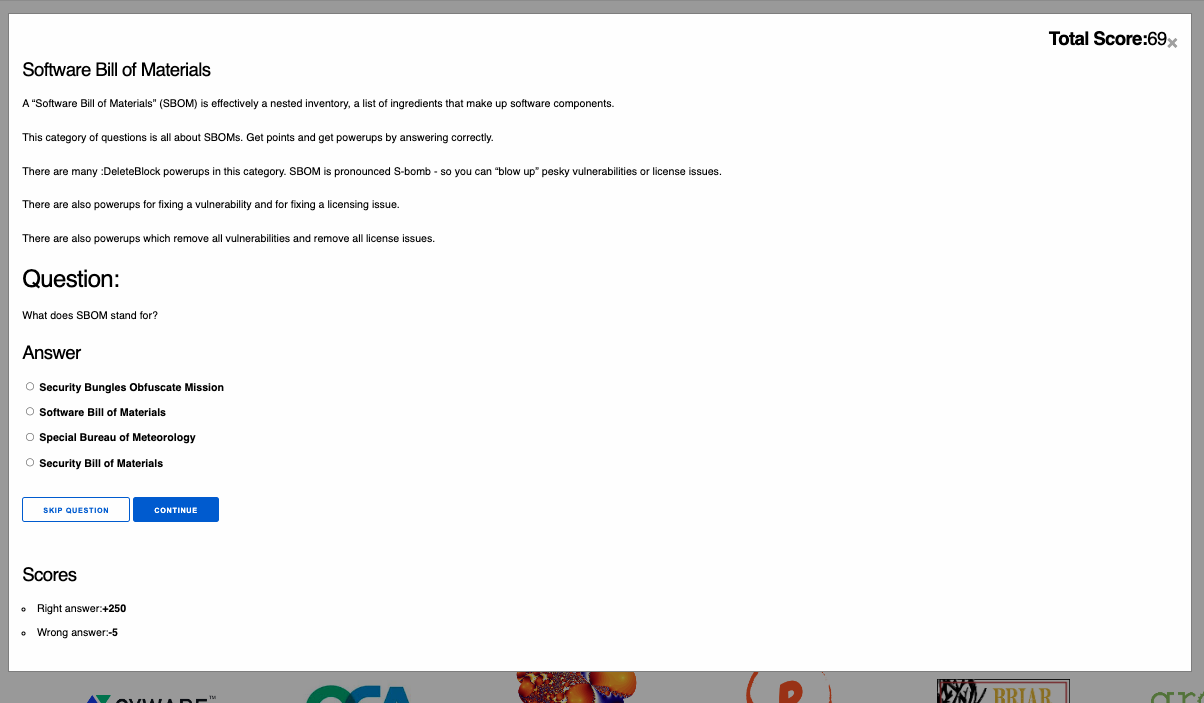 Total Score:69
Software Bill of Materials
A “Software Bill of Materials” (SBOM) is effectively a nested inventory, a list of ingredients that make up software components.
This category of questions is all about SBOMs. Get points and get powerups by answering correctly.
There are many :DeleteBlock powerups in this category. SBOM is pronounced S-bomb - so you can “blow up” pesky vulnerabilities or license issues.
There are also powerups for fixing a vulnerability and for fixing a licensing issue.
There are also powerups which remove all vulnerabilities and remove all license issues.
Question:
What does SBOM stand for?
Answer
Security Bungles Obfuscate Mission
Software Bill of Materials
Special Bureau of Meteorology
Security Bill of Materials
SKIP QUESTION CONTINUE
Scores
Right answer:+250
Wrong answer:-5
CYWARE™ BRIAR